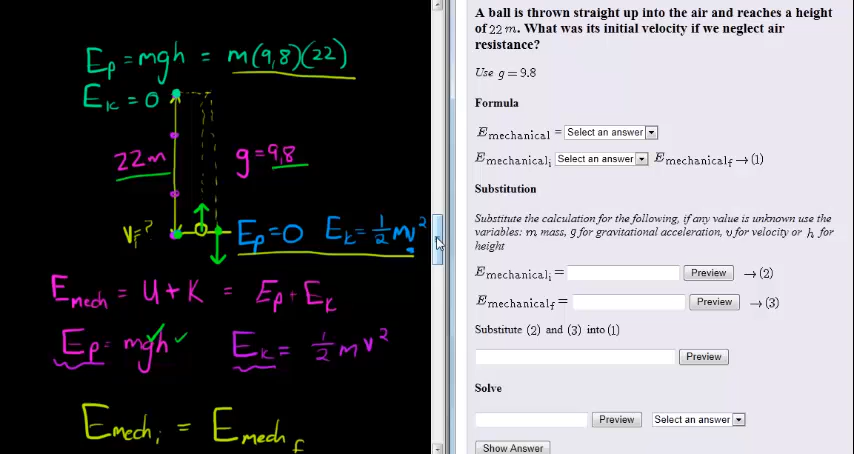 Ep = mgh = m(9,8)(22)
Ek = 0
22m
g = 9,8
vF?
Ep = 0 Ek = ½mv²
Emech = U + K = Ep + Ek
Ep = mgh Ek = ½mv²
Emechi = Emechf
A ball is thrown straight up into the air and reaches a height
of 22 m. What was its initial velocity if we neglect air
resistance?
Use g = 9.8
Formula
Emechanical = Select an answer
Emechanicali Select an answer Emechanicalf → (1)
Substitution
Substitute the calculation for the following, if any value is unknown use the
variables: m, mass, g for gravitational acceleration, v for velocity or h for
height
Emechanicali = Preview → (2)
Emechanicalf = Preview → (3)
Substitute (2) and (3) into (1)
Preview
Solve
Preview Select an answer
Show Answer